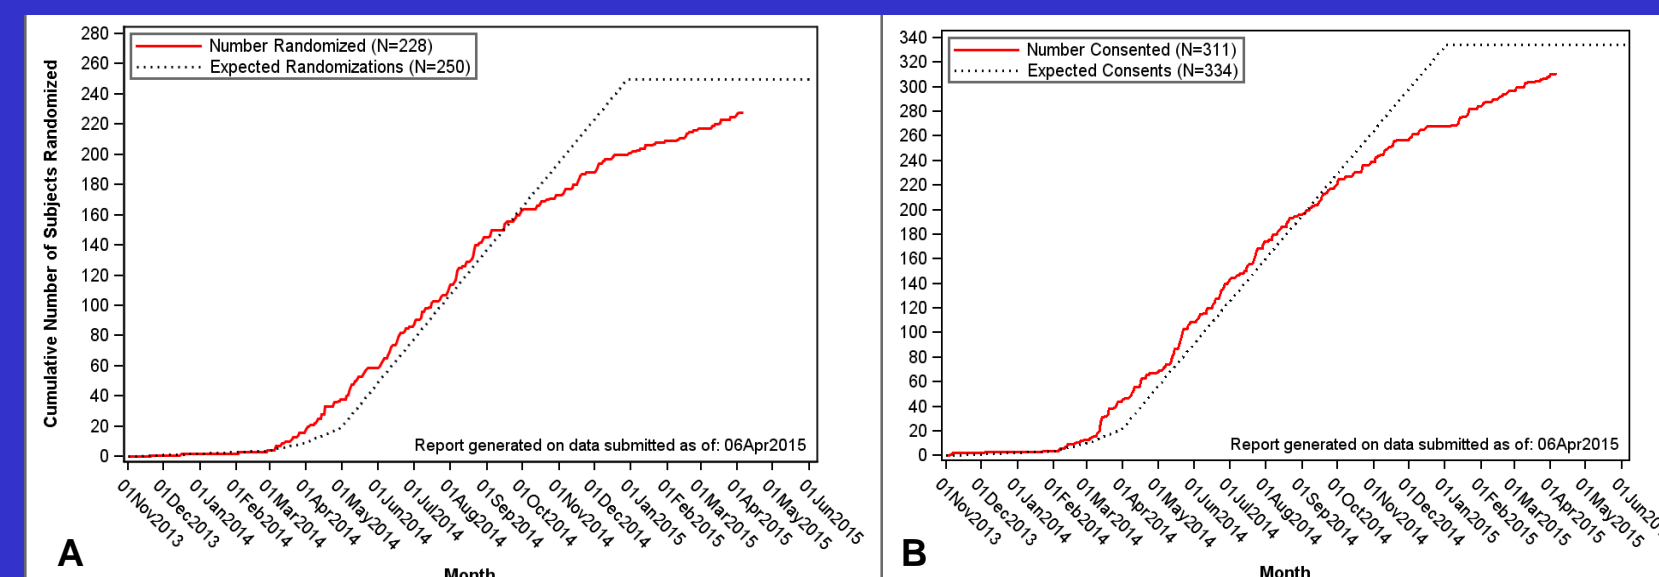 Number Randomized (N=228)
Expected Randomizations (N=250)
Cumulative Number of Subjects Randomized
280
260
240
220
200
180
160
140
120
100
80
60
40
20
0
Report generated on data submitted as of: 06Apr2015
01Nov2013
01Dec2013
01Jan2014
01Feb2014
01Mar2014
01Apr2014
01May2014
01Jun2014
01Jul2014
01Aug2014
01Sep2014
01Oct2014
01Nov2014
01Dec2014
01Jan2015
01Feb2015
01Mar2015
01Apr2015
01May2015
01Jun2015
Month
A
Number Consented (N=311)
Expected Consents (N=334)
340
320
300
280
260
240
220
200
180
160
140
120
100
80
60
40
20
0
Report generated on data submitted as of: 06Apr2015
01Nov2013
01Dec2013
01Jan2014
01Feb2014
01Mar2014
01Apr2014
01May2014
01Jun2014
01Jul2014
01Aug2014
01Sep2014
01Oct2014
01Nov2014
01Dec2014
01Jan2015
01Feb2015
01Mar2015
01Apr2015
01May2015
Month
B